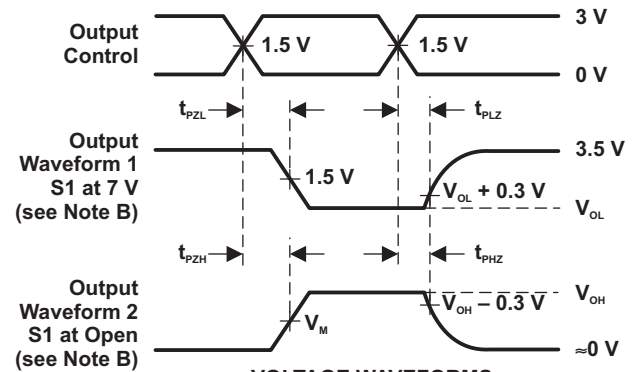 Output
Control
1.5 V
1.5 V
3 V
0 V
tPZL
tPLZ
Output
Waveform 1
S1 at 7 V
(see Note B)
1.5 V
VOL + 0.3 V
3.5 V
VOL
tPZH
tPHZ
Output
Waveform 2
S1 at Open
(see Note B)
VM
VOH – 0.3 V
VOH
≈0 V
VOLTAGE WAVEFORMS